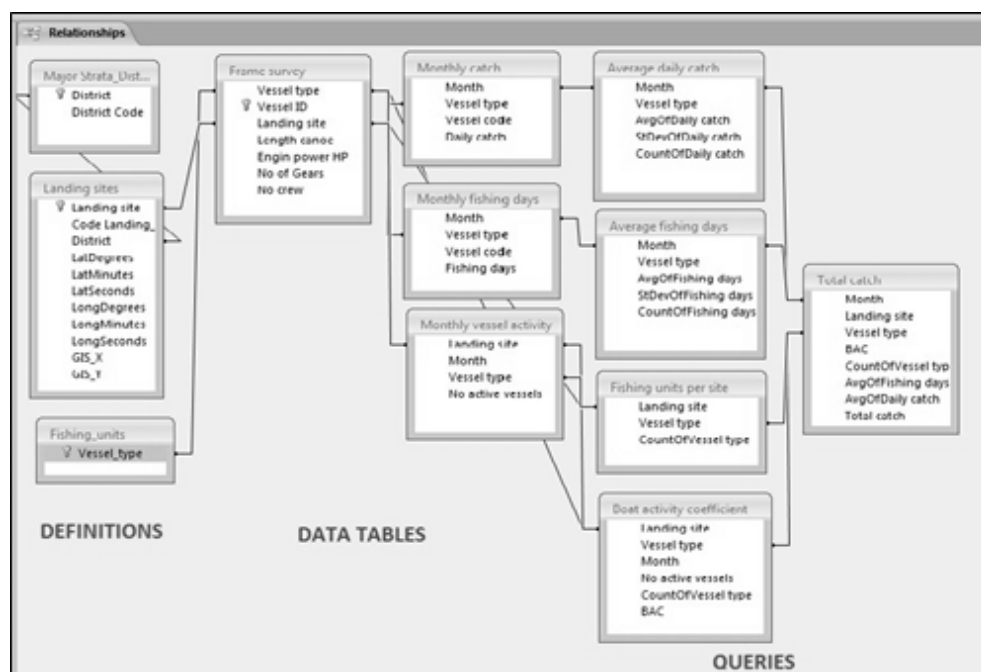 Relationships
Major Strata_Dist...
District
District Code
Landing sites
Landing site
Code Landing_
District
LatDegrees
LatMinutes
LatSeconds
LongDegrees
LongMinutes
LongSeconds
GIS_X
GIS_Y
Fishing_units
Vessel_type
DEFINITIONS
Frame survey
Vessel type
Vessel ID
Landing site
Length canoe
Engin power HP
No of Gears
No crew
Monthly catch
Month
Vessel type
Vessel code
Daily catch
Monthly fishing days
Month
Vessel type
Vessel code
Fishing days
Monthly vessel activity
Landing site
Month
Vessel type
No active vessels
DATA TABLES
Average daily catch
Month
Vessel type
AvgOfDaily catch
StDevOfDaily catch
CountOfDaily catch
Average fishing days
Month
Vessel type
AvgOfFishing days
StDevOfFishing days
CountOfFishing days
Fishing units per site
Landing site
Vessel type
CountOfVessel type
Boat activity coefficient
Landing site
Vessel type
Month
No active vessels
CountOfVessel type
BAC
Total catch
Month
Landing site
Vessel type
BAC
CountOfVessel typ
AvgOfFishing days
AvgOfDaily catch
Total catch
QUERIES